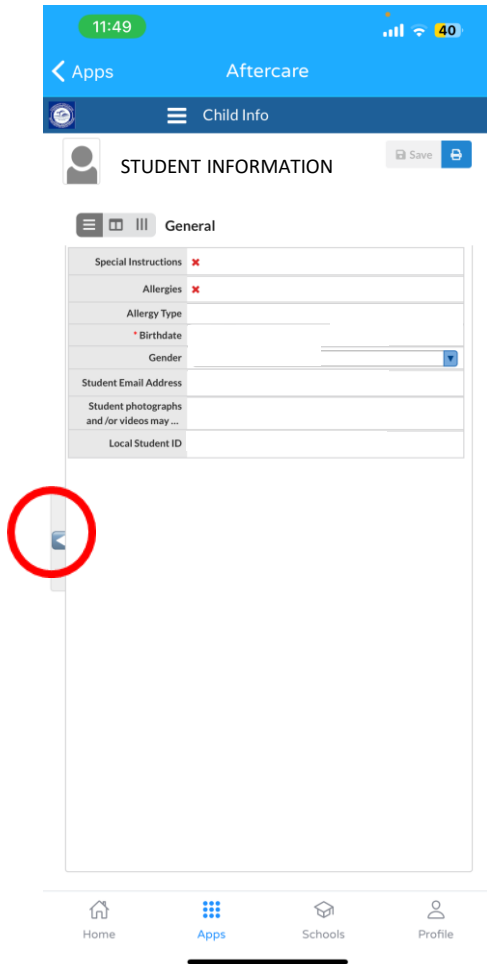 11:49
40
Apps
Aftercare
Child Info
STUDENT INFORMATION
Save
General
Special Instructions
Allergies
Allergy Type
* Birthdate
Gender
Student Email Address
Student photographs
and /or videos may ...
Local Student ID
Home
Apps
Schools
Profile